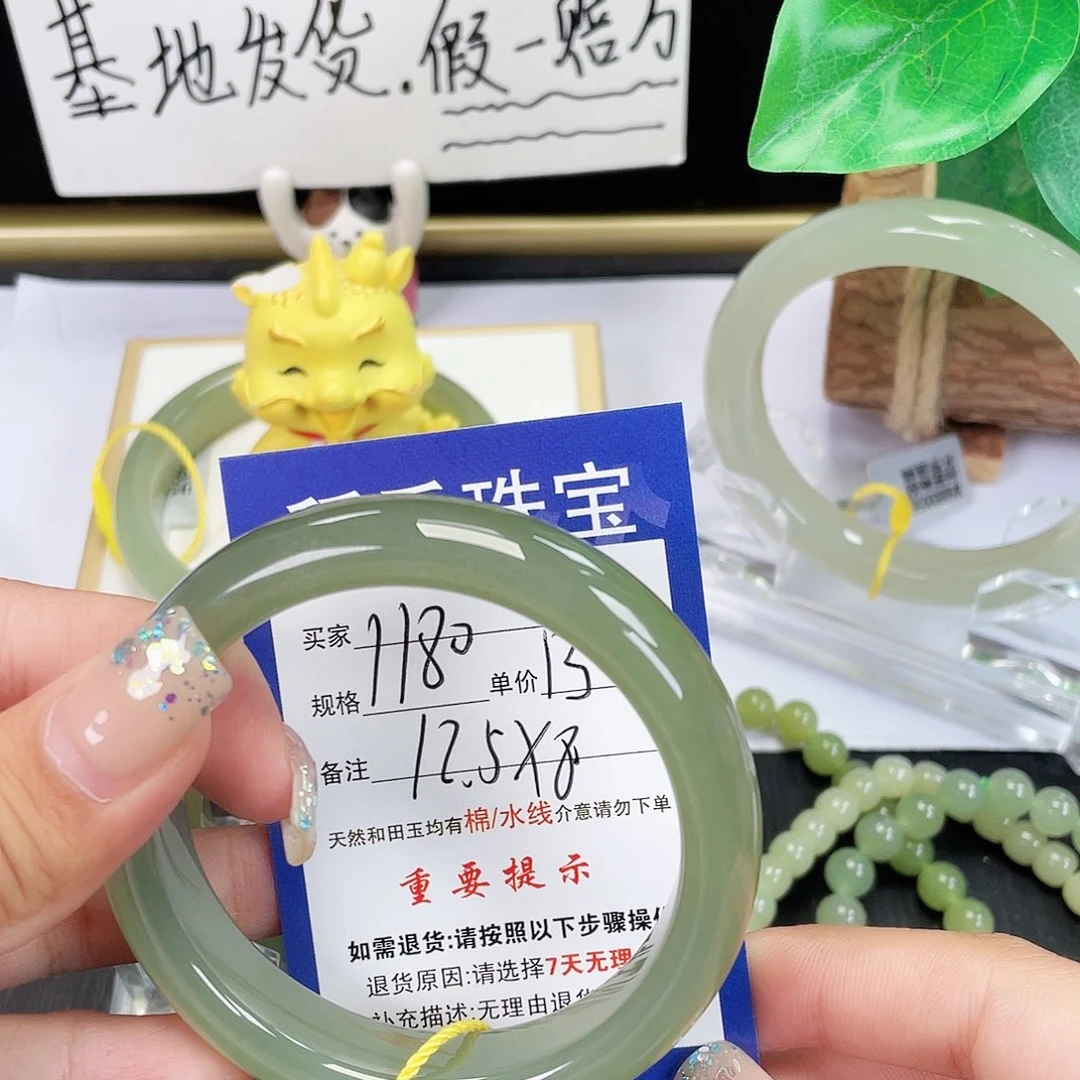 基地发货.假一赔万
珠宝
买家 1180
规格 单价 13
备注 12.5X8
天然和田玉均有棉/水线介意请勿下单
重要提示
如需退货:请按照以下步骤操作
退货原因:请选择7天无理
补充描述:无理由退货